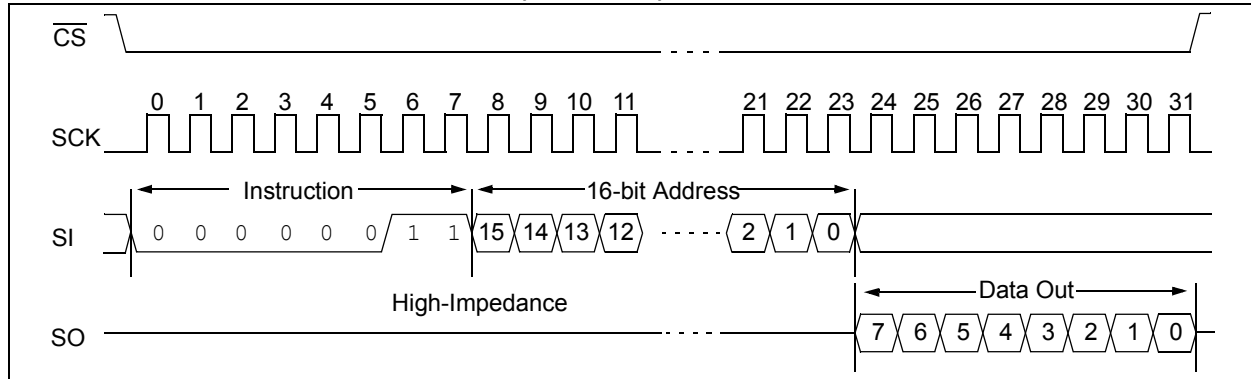 CS
0 1 2 3 4 5 6 7 8 9 10 11 21 22 23 24 25 26 27 28 29 30 31
SCK
Instruction 16-bit Address
SI 0 0 0 0 0 0 1 1 15 14 13 12 2 1 0
High-Impedance Data Out
SO 7 6 5 4 3 2 1 0